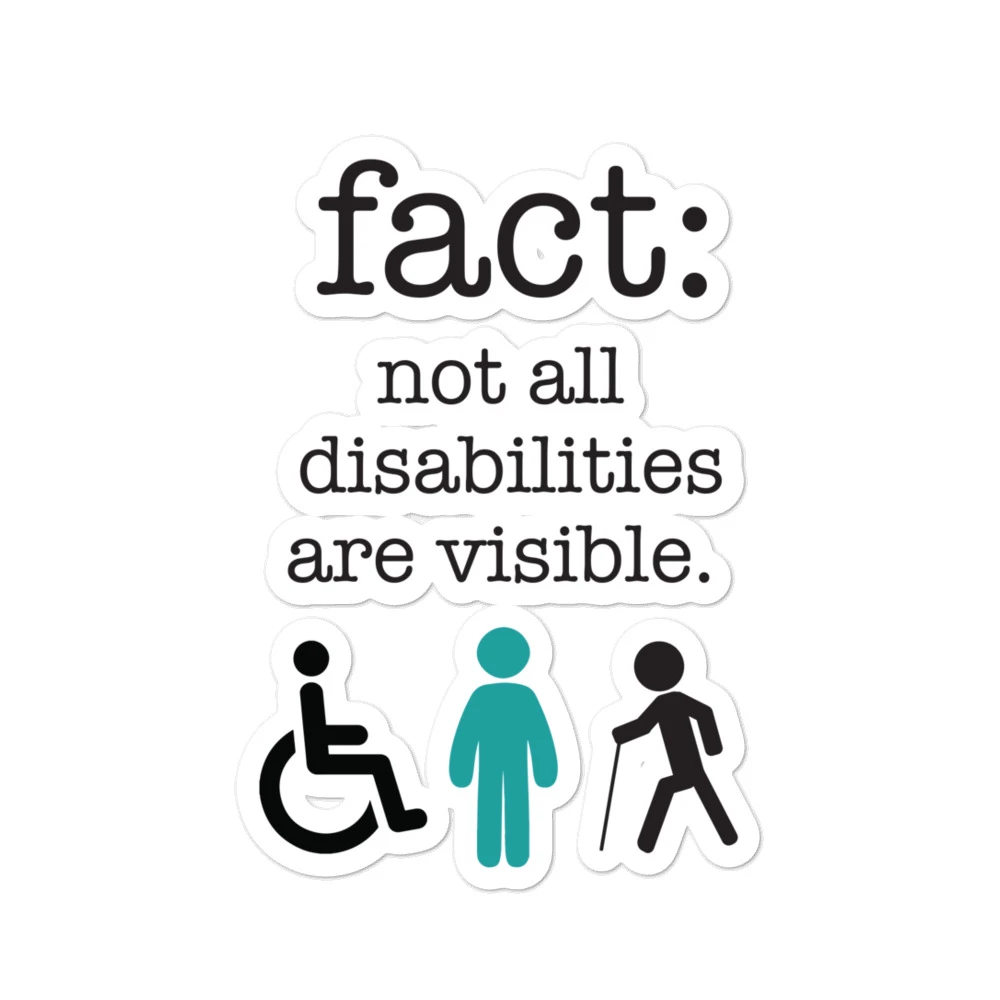 fact:
not all
disabilities
are visible.